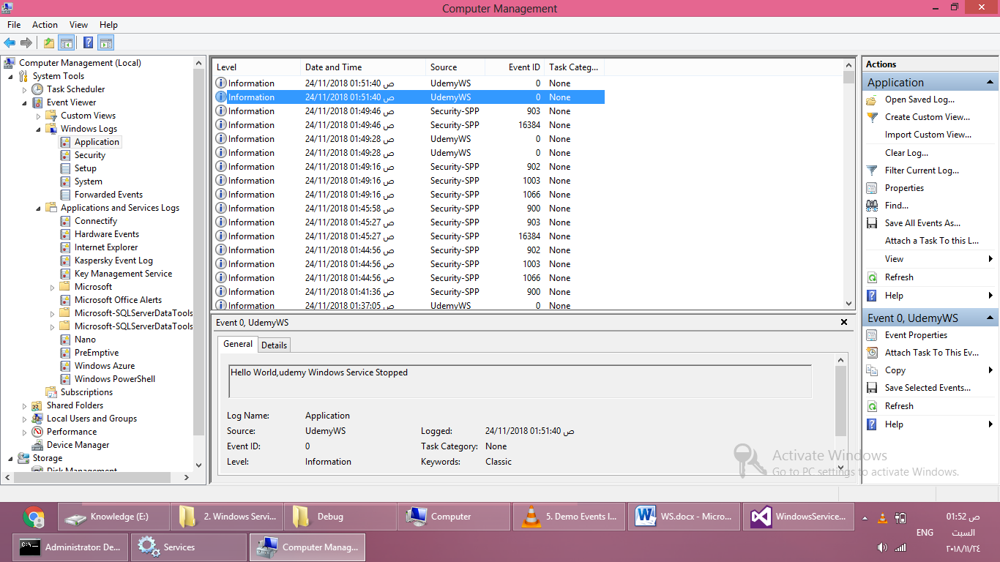 Computer Management
File Action View Help
Computer Management (Local)
System Tools
Task Scheduler
Event Viewer
Custom Views
Windows Logs
Application
Security
Setup
System
Forwarded Events
Applications and Services Logs
Connectify
Hardware Events
Internet Explorer
Kaspersky Event Log
Key Management Service
Microsoft
Microsoft Office Alerts
Microsoft-SQLServerDataTools
Microsoft-SQLServerDataTools
Nano
PreEmptive
Windows Azure
Windows PowerShell
Subscriptions
Shared Folders
Local Users and Groups
Performance
Device Manager
Storage
Disk Management
Level Date and Time Source Event ID Task Categ...
Information 24/11/2018 01:51:40 ص UdemyWS 0 None
Information 24/11/2018 01:51:40 ص UdemyWS 0 None
Information 24/11/2018 01:49:46 ص Security-SPP 903 None
Information 24/11/2018 01:49:46 ص Security-SPP 16384 None
Information 24/11/2018 01:49:28 ص UdemyWS 0 None
Information 24/11/2018 01:49:28 ص UdemyWS 0 None
Information 24/11/2018 01:49:16 ص Security-SPP 902 None
Information 24/11/2018 01:49:16 ص Security-SPP 1003 None
Information 24/11/2018 01:49:16 ص Security-SPP 1066 None
Information 24/11/2018 01:45:58 ص Security-SPP 900 None
Information 24/11/2018 01:45:27 ص Security-SPP 903 None
Information 24/11/2018 01:45:27 ص Security-SPP 16384 None
Information 24/11/2018 01:44:56 ص Security-SPP 902 None
Information 24/11/2018 01:44:56 ص Security-SPP 1003 None
Information 24/11/2018 01:44:56 ص Security-SPP 1066 None
Information 24/11/2018 01:41:36 ص Security-SPP 900 None
Information 24/11/2018 01:37:05 ص UdemyWS 0 None
Event 0, UdemyWS
General Details
Hello World,udemy Windows Service Stopped
Log Name: Application
Source: UdemyWS Logged: 24/11/2018 01:51:40 ص
Event ID: 0 Task Category: None
Level: Information Keywords: Classic
Actions
Application
Open Saved Log...
Create Custom View...
Import Custom View...
Clear Log...
Filter Current Log...
Properties
Find...
Save All Events As...
Attach a Task To this L...
View
Refresh
Help
Event 0, UdemyWS
Event Properties
Attach Task To This Ev...
Copy
Save Selected Events...
Refresh
Help
Activate Windows
Go to PC settings to activate Windows.
Knowledge (E:) 2. Windows Servi... Debug Computer 5. Demo Events I... WS.docx - Micro... WindowsService...
Administrator: De... Services Computer Manag...
ENG
01:52 ص
السبت
٢٠١٨/١١/٢٤